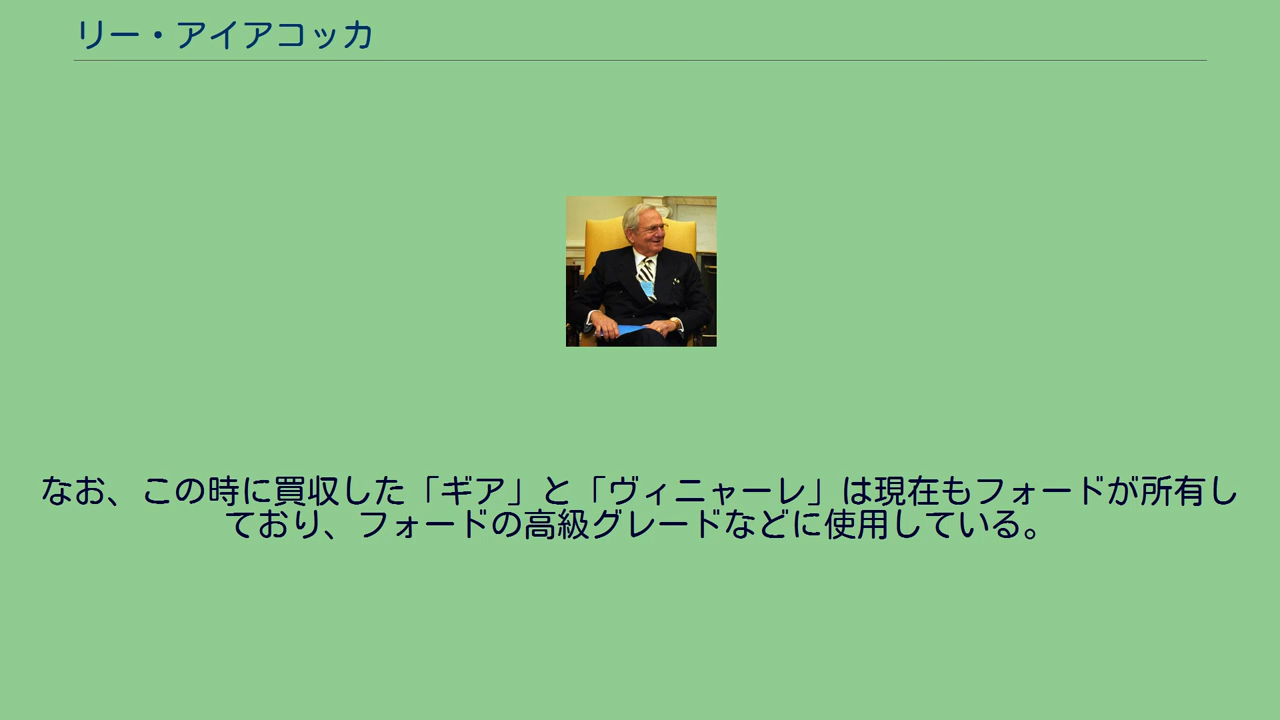 リー・アイアコッカ
なお、この時に買収した「ギア」と「ヴィニャーレ」は現在もフォードが所有し
ており、フォードの高級グレードなどに使用している。